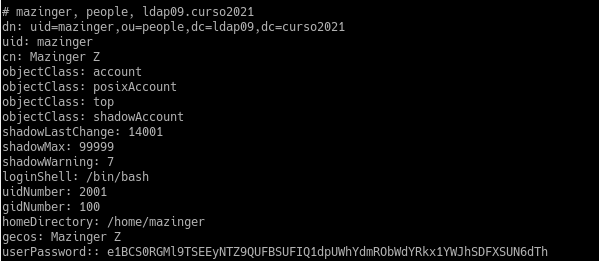 # mazinger, people, ldap09.curso2021
dn: uid=mazinger,ou=people,dc=ldap09,dc=curso2021
uid: mazinger
cn: Mazinger Z
objectClass: account
objectClass: posixAccount
objectClass: top
objectClass: shadowAccount
shadowLastChange: 14001
shadowMax: 99999
shadowWarning: 7
loginShell: /bin/bash
uidNumber: 2001
gidNumber: 100
homeDirectory: /home/mazinger
gecos: Mazinger Z
userPassword:: e1BCS0RGMl9TSEEyNTZ9QUFBSUFIQ1dpUWhYdmRObWdYRkx1YWJhSDFXSUN6dTh